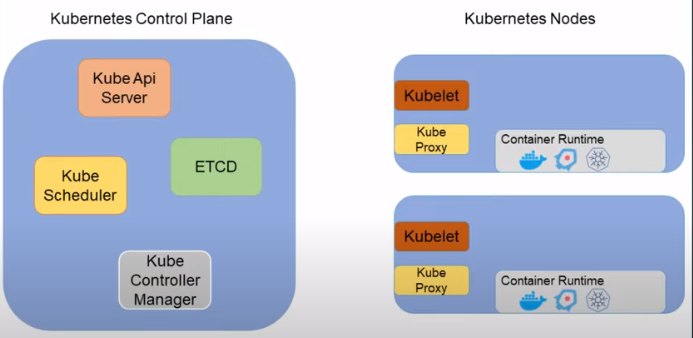 Kubernetes Control Plane
Kube Api
Server
ETCD
Kube
Scheduler
Kube
Controller
Manager
Kubernetes Nodes
Kubelet
Kube
Proxy
Container Runtime
Kubelet
Kube
Proxy
Container Runtime